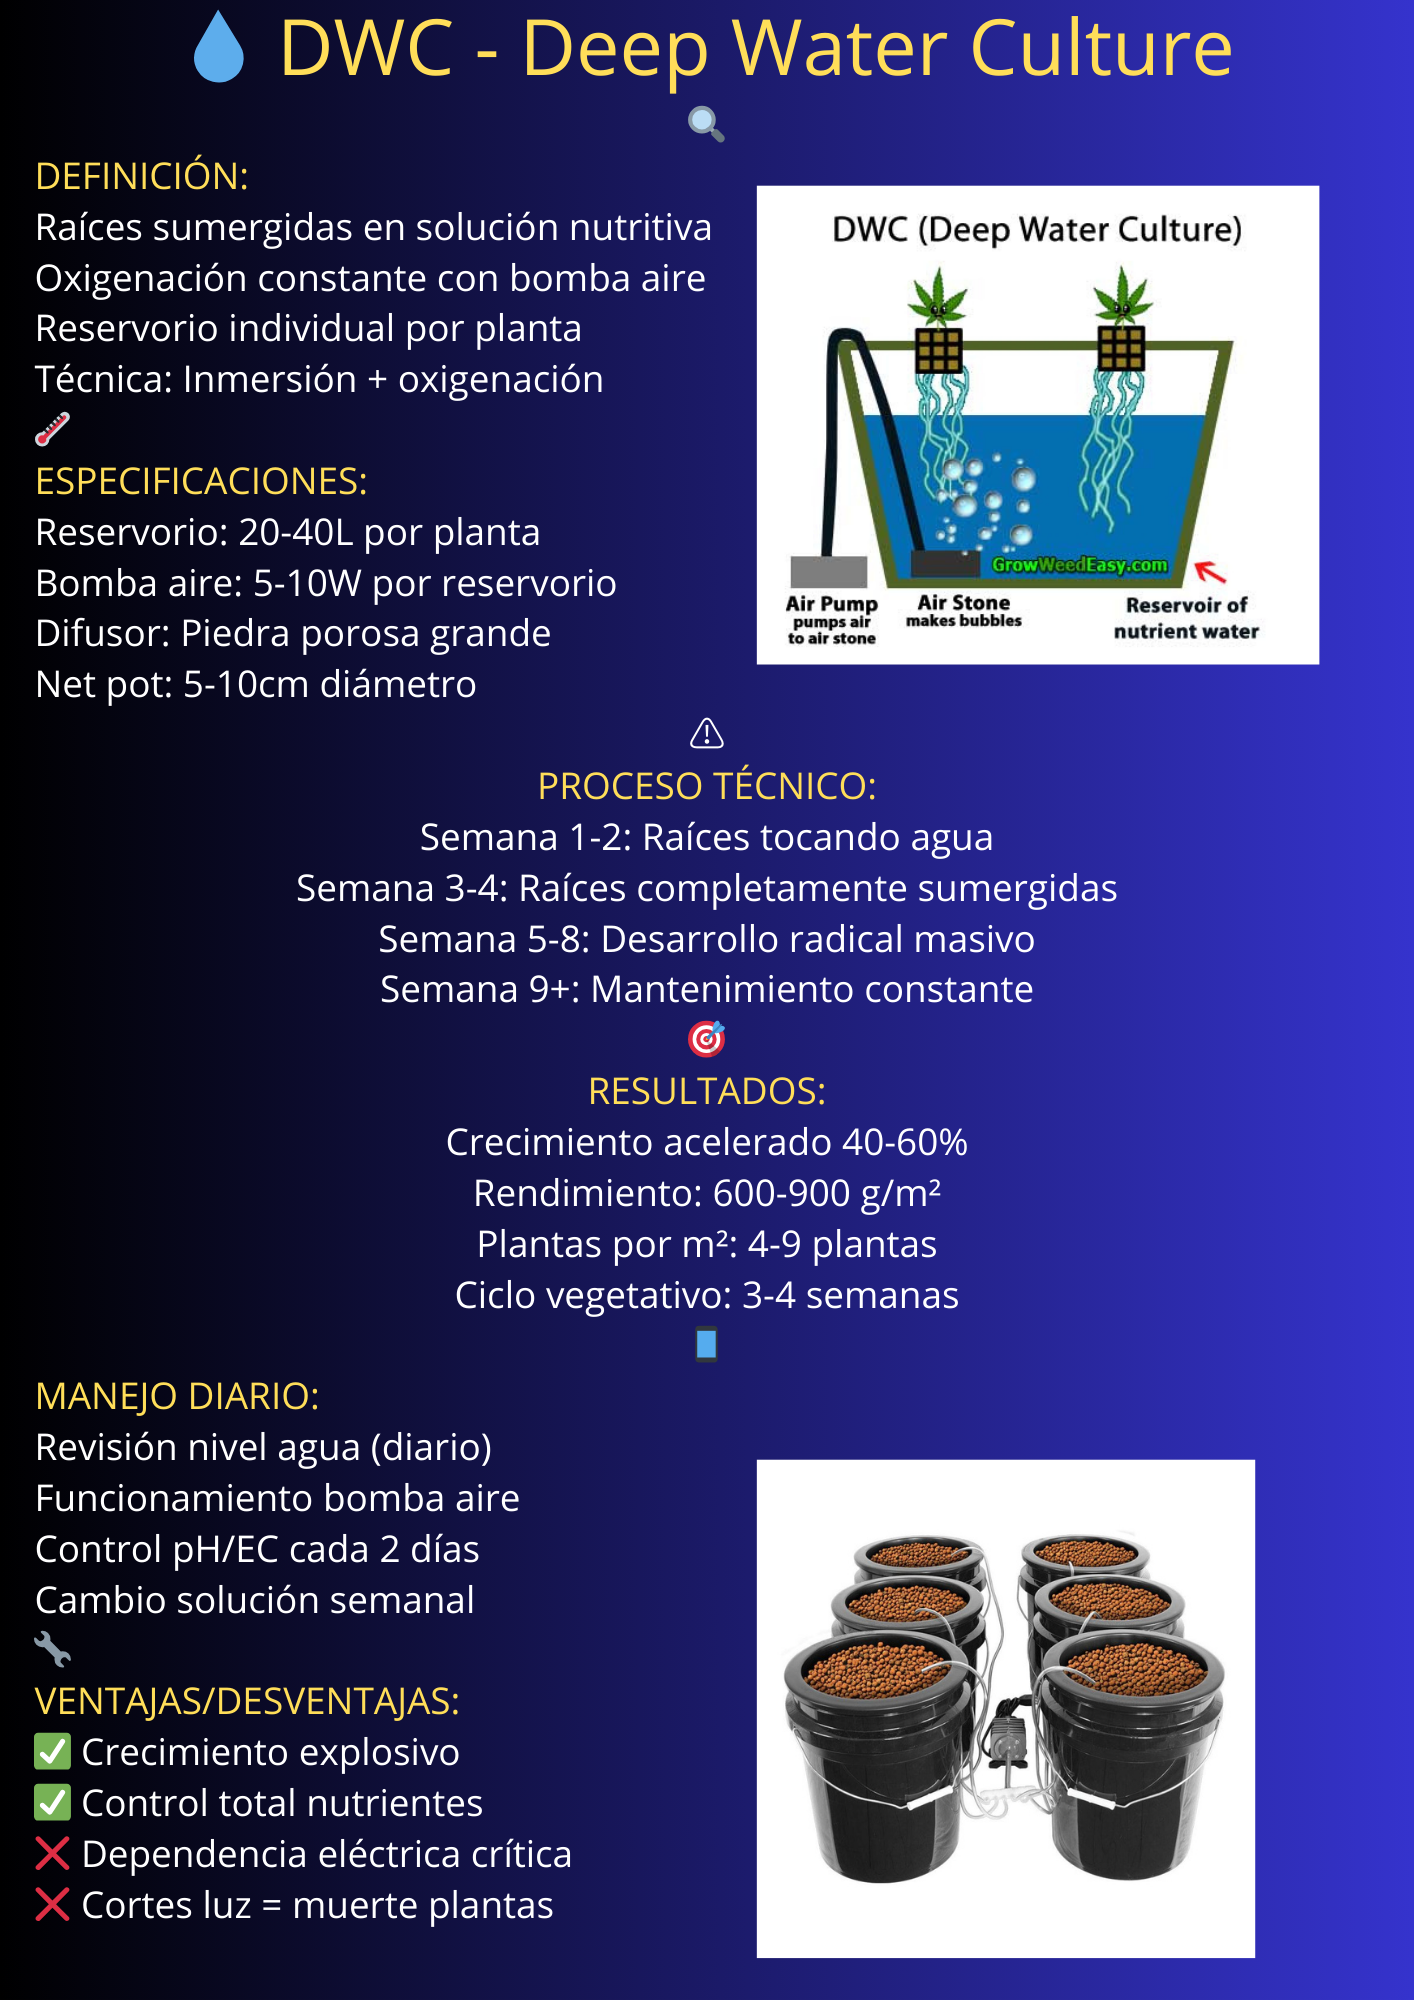 DWC - Deep Water Culture
DEFINICIÓN:
Raíces sumergidas en solución nutritiva
Oxigenación constante con bomba aire
Reservorio individual por planta
Técnica: Inmersión + oxigenación
ESPECIFICACIONES:
Reservorio: 20-40L por planta
Bomba aire: 5-10W por reservorio
Difusor: Piedra porosa grande
Net pot: 5-10cm diámetro
DWC (Deep Water Culture)
GrowWeedEasy.com
Air Pump
pumps air
to air stone
Air Stone
makes bubbles
Reservoir of
nutrient water
PROCESO TÉCNICO:
Semana 1-2: Raíces tocando agua
Semana 3-4: Raíces completamente sumergidas
Semana 5-8: Desarrollo radical masivo
Semana 9+: Mantenimiento constante
RESULTADOS:
Crecimiento acelerado 40-60%
Rendimiento: 600-900 g/m²
Plantas por m²: 4-9 plantas
Ciclo vegetativo: 3-4 semanas
MANEJO DIARIO:
Revisión nivel agua (diario)
Funcionamiento bomba aire
Control pH/EC cada 2 días
Cambio solución semanal
VENTAJAS/DESVENTAJAS:
✅ Crecimiento explosivo
✅ Control total nutrientes
❌ Dependencia eléctrica crítica
❌ Cortes luz = muerte plantas